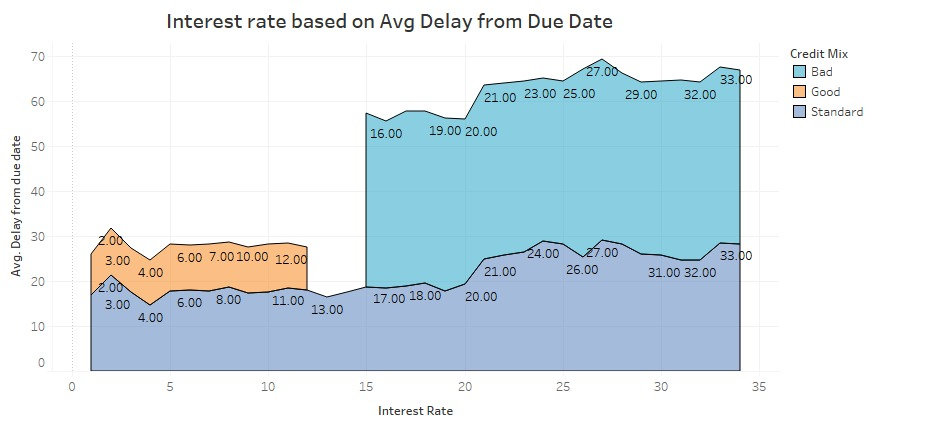 Interest rate based on Avg Delay from Due Date
Credit Mix
Bad
Good
Standard
Avg. Delay from due date
70
60
50
40
30
20
10
0
27.00
33.00
21.00 23.00 25.00 29.00 32.00
16.00 19.00 20.00
2.00
3.00 4.00 6.00 7.00 10.00 12.00
24.00 27.00 33.00
21.00 26.00 31.00 32.00
2.00
3.00 4.00 6.00 8.00 11.00 13.00 17.00 18.00 20.00
0 5 10 15 20 25 30 35
Interest Rate